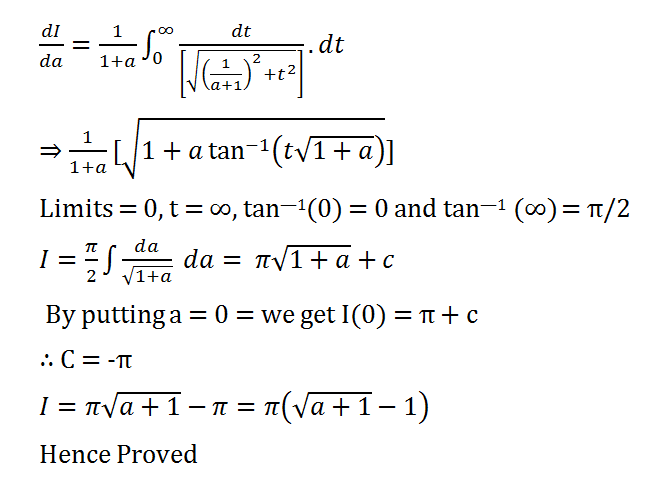 dI/da = 1/(1+a) ∫₀^∞ dt/[√((1/(a+1))² +t²)] . dt
⇒ 1/(1+a) [√(1 + a tan⁻¹(t√(1 + a)))]
Limits = 0, t = ∞, tan⁻¹(0) = 0 and tan⁻¹ (∞) = π/2
I = π/2 ∫ da/√(1+a) da = π√(1 + a) + c
By putting a = 0 = we get I(0) = π + c
∴ C = -π
I = π√(a + 1) − π = π(√(a + 1) − 1)
Hence Proved